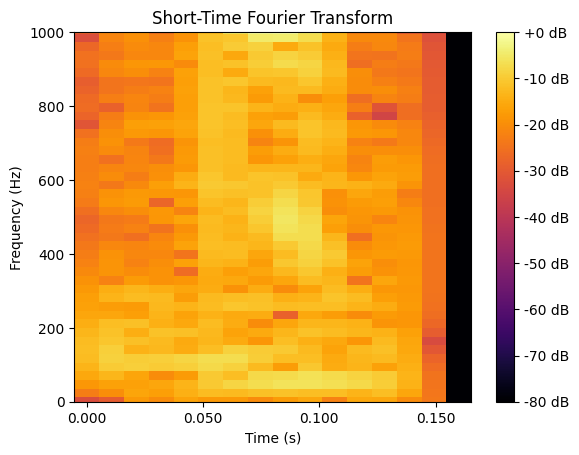 Short-Time Fourier Transform
1000
800
600
400
200
0
Frequency (Hz)
0.000
0.050
0.100
0.150
Time (s)
+0 dB
-10 dB
-20 dB
-30 dB
-40 dB
-50 dB
-60 dB
-70 dB
-80 dB